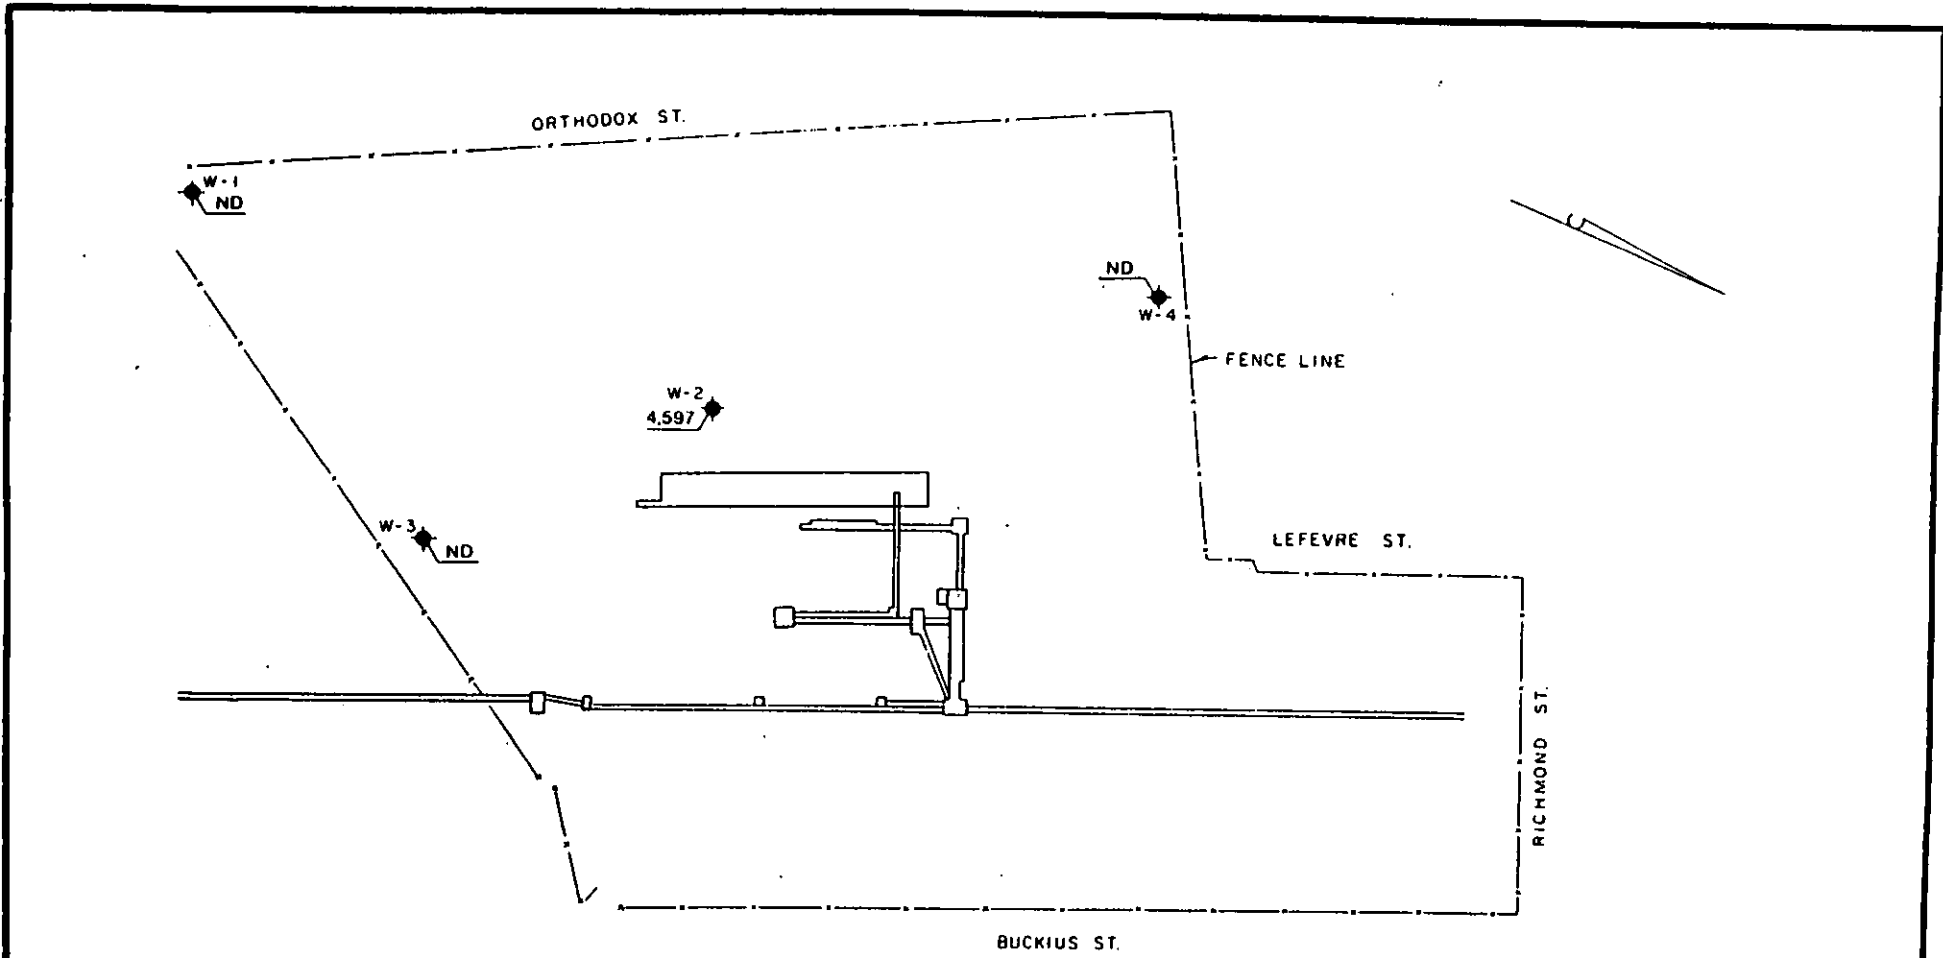 ORTHODOX ST.
W-1
ND
ND
W-4
FENCE LINE
W-2
4,597
W-3
ND
LEFEVRE ST.
RICHMOND ST.
BUCKIUS ST.